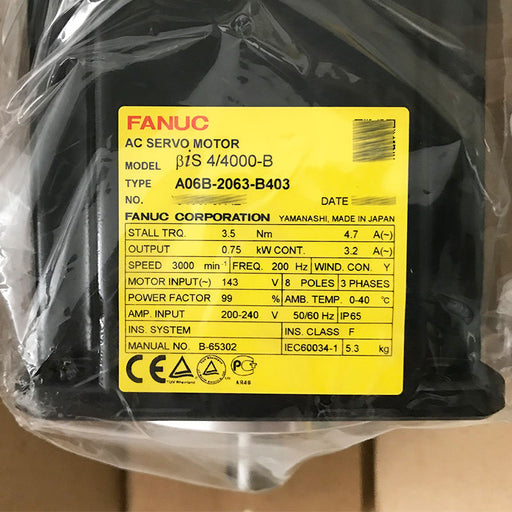 FANUC
AC SERVO MOTOR
MODEL βiS 4/4000-B
TYPE A06B-2063-B403
NO. DATE
FANUC CORPORATION YAMANASHI, MADE IN JAPAN
STALL TRQ. 3.5 Nm 4.7 A(~)
OUTPUT 0.75 kW CONT. 3.2 A(~)
SPEED 3000 min⁻¹ FREQ. 200 Hz WIND. CON. Y
MOTOR INPUT(~) 143 V 8 POLES 3 PHASES
POWER FACTOR 99 % AMB. TEMP. 0-40 ℃
AMP. INPUT 200-240 V 50/60 Hz IP65
INS. SYSTEM INS. CLASS F
MANUAL NO. B-65302 IEC60034-1 5.3 kg
CE
TUV Rheinland